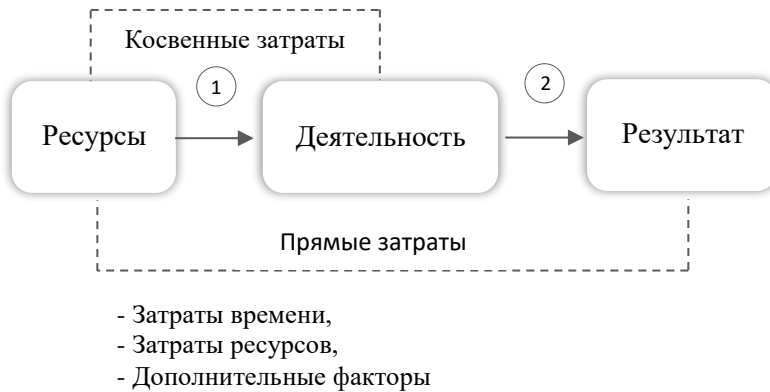 Косвенные затраты
1
2
Ресурсы
Деятельность
Результат
Прямые затраты
- Затраты времени,
- Затраты ресурсов,
- Дополнительные факторы